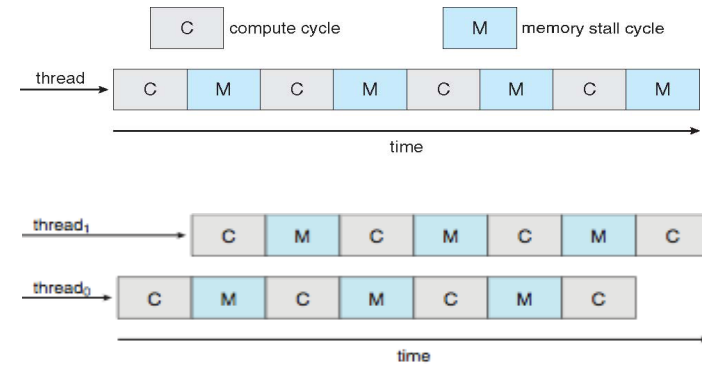 C compute cycle M memory stall cycle
thread C M C M C M C M
time
thread1 C M C M C M C
thread0 C M C M C M C
time